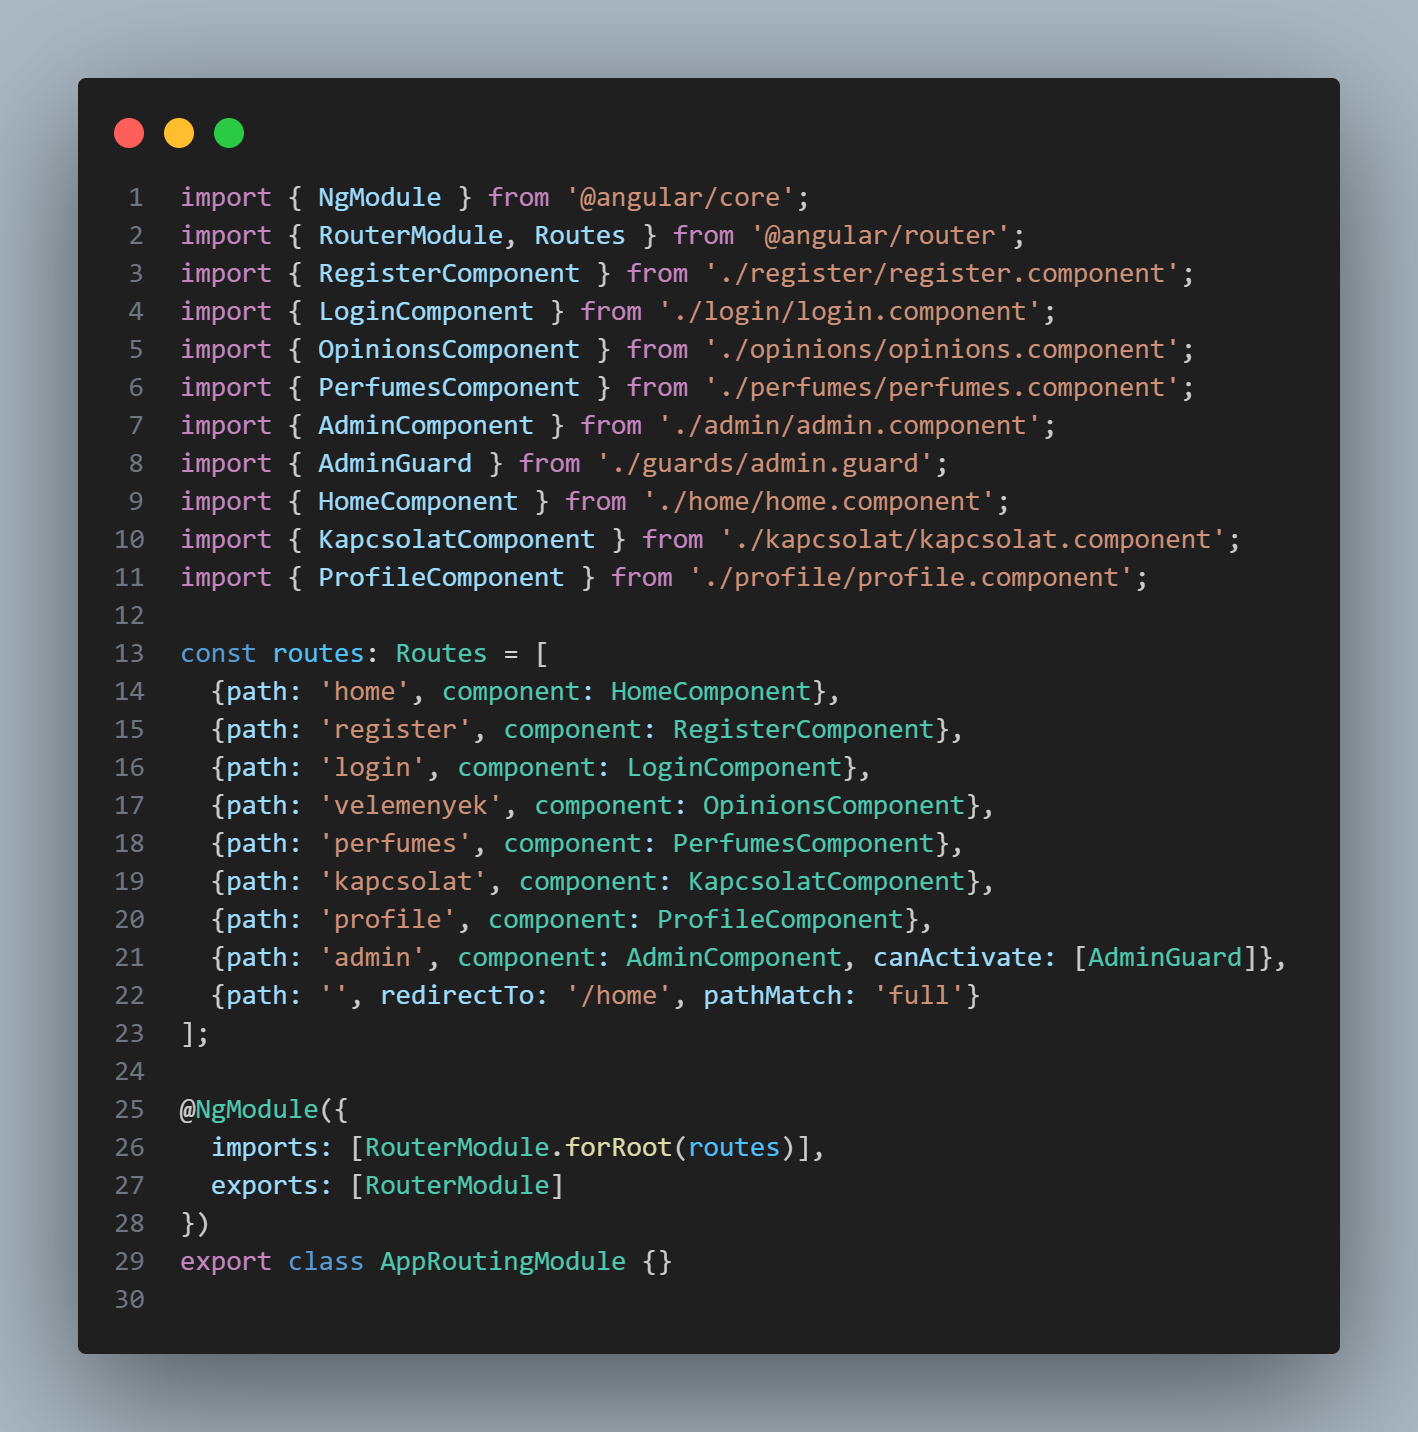 1 import { NgModule } from '@angular/core';
2 import { RouterModule, Routes } from '@angular/router';
3 import { RegisterComponent } from './register/register.component';
4 import { LoginComponent } from './login/login.component';
5 import { OpinionsComponent } from './opinions/opinions.component';
6 import { PerfumesComponent } from './perfumes/perfumes.component';
7 import { AdminComponent } from './admin/admin.component';
8 import { AdminGuard } from './guards/admin.guard';
9 import { HomeComponent } from './home/home.component';
10 import { KapcsolatComponent } from './kapcsolat/kapcsolat.component';
11 import { ProfileComponent } from './profile/profile.component';
12
13 const routes: Routes = [
14   {path: 'home', component: HomeComponent},
15   {path: 'register', component: RegisterComponent},
16   {path: 'login', component: LoginComponent},
17   {path: 'velemenyek', component: OpinionsComponent},
18   {path: 'perfumes', component: PerfumesComponent},
19   {path: 'kapcsolat', component: KapcsolatComponent},
20   {path: 'profile', component: ProfileComponent},
21   {path: 'admin', component: AdminComponent, canActivate: [AdminGuard]},
22   {path: '', redirectTo: '/home', pathMatch: 'full'}
23 ];
24
25 @NgModule({
26   imports: [RouterModule.forRoot(routes)],
27   exports: [RouterModule]
28 })
29 export class AppRoutingModule {}
30